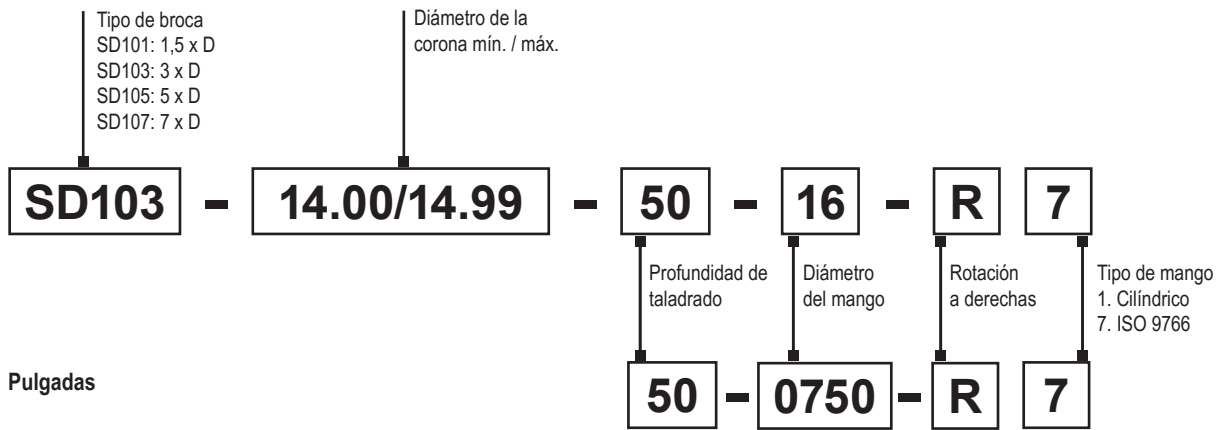 Tipo de broca
SD101: 1,5 x D
SD103: 3 x D
SD105: 5 x D
SD107: 7 x D
Diámetro de la
corona mín. / máx.
SD103 - 14.00/14.99 - 50 - 16 - R 7
Profundidad de
taladrado
Diámetro
del mango
Rotación
a derechas
Tipo de mango
1. Cilíndrico
7. ISO 9766
Pulgadas
50 - 0750 - R 7